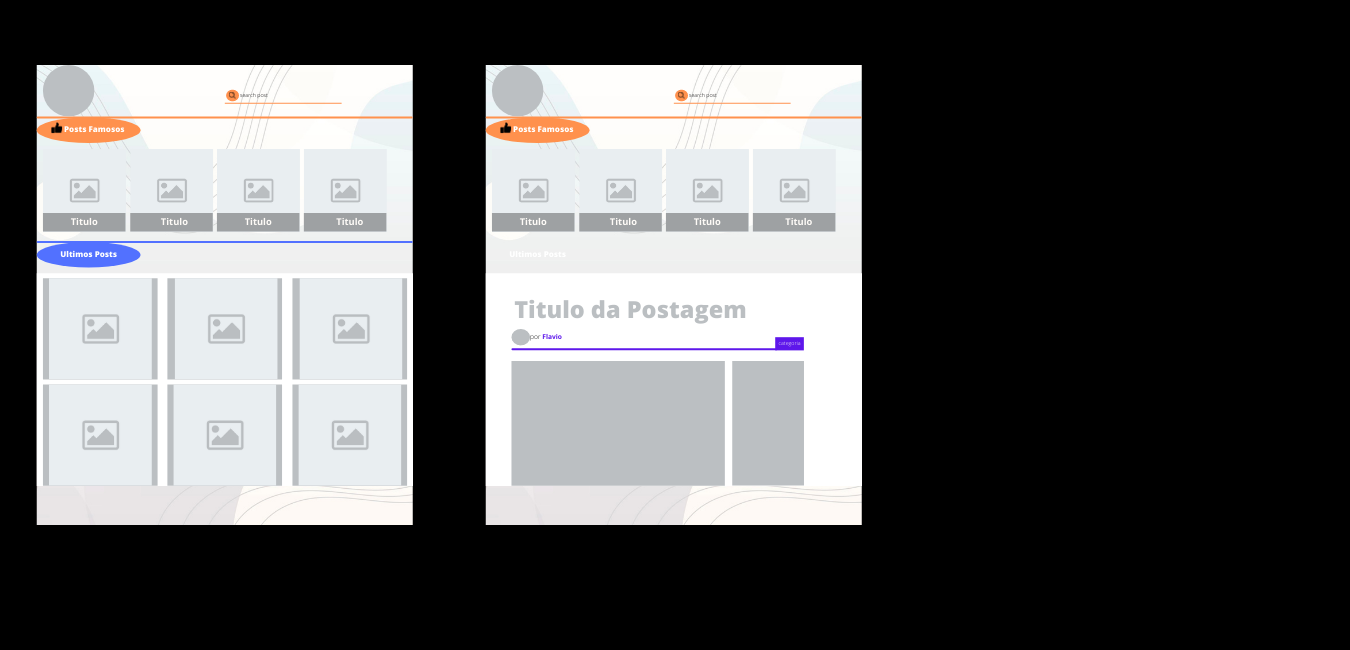 search post
Posts Famosos
Titulo Titulo Titulo Titulo
Ultimos Posts
search post
Posts Famosos
Titulo Titulo Titulo Titulo
Ultimos Posts
Titulo da Postagem
por Flavio
categoria